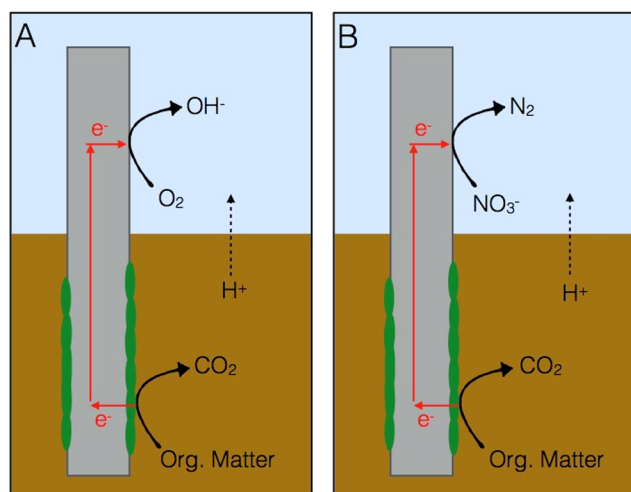 A
OH-
e-
O2
H+
CO2
e-
Org. Matter
B
N2
e-
NO3-
H+
CO2
e-
Org. Matter